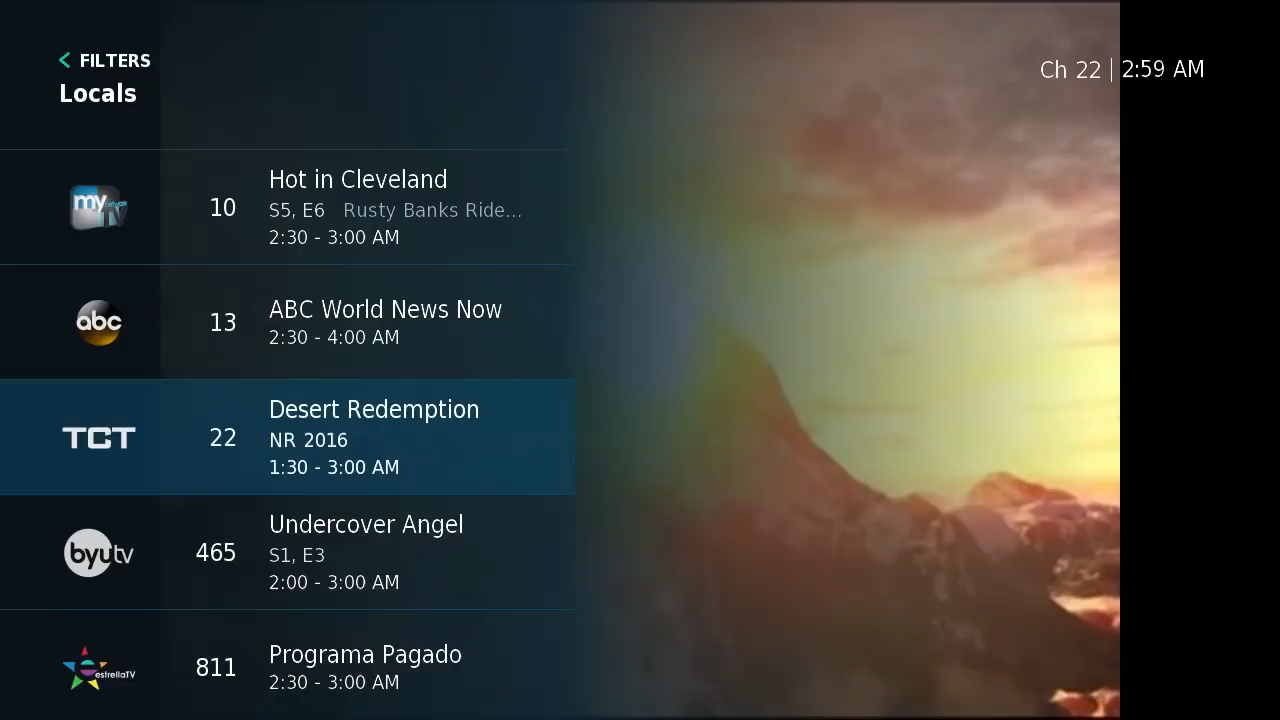 FILTERS
Locals
Ch 22 | 2:59 AM
my network TV
10
Hot in Cleveland
S5, E6 Rusty Banks Ride...
2:30 - 3:00 AM
abc
13
ABC World News Now
2:30 - 4:00 AM
TCT
22
Desert Redemption
NR 2016
1:30 - 3:00 AM
byutv
465
Undercover Angel
S1, E3
2:00 - 3:00 AM
estrellaTV
811
Programa Pagado
2:30 - 3:00 AM